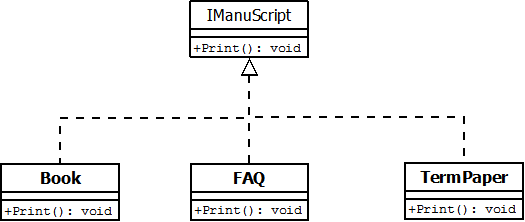 IManuScript
+Print(): void
Book
+Print(): void
FAQ
+Print(): void
TermPaper
+Print(): void